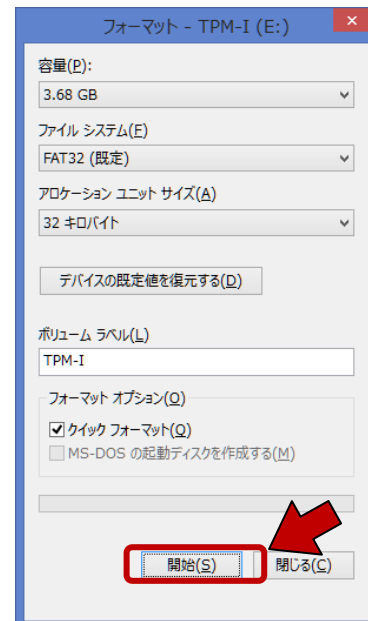 フォーマット - TPM-I (E:)
容量(P):
3.68 GB
ファイル システム(F)
FAT32 (既定)
アロケーション ユニット サイズ(A)
32 キロバイト
デバイスの既定値を復元する(D)
ボリューム ラベル(L)
TPM-I
フォーマット オプション(O)
クイック フォーマット(Q)
MS-DOS の起動ディスクを作成する(M)
開始(S) 閉じる(C)